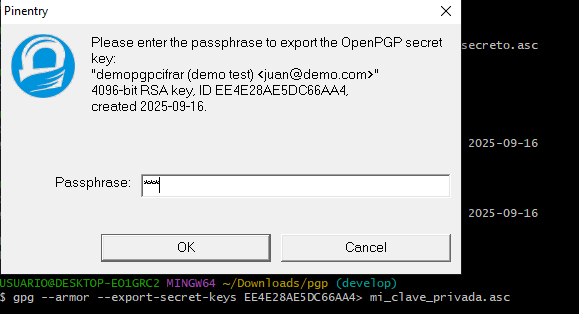 Pinentry
Please enter the passphrase to export the OpenPGP secret
key:
"demopgpcifrar (demo test) <juan@demo.com>"
4096-bit RSA key, ID EE4E28AE5DC66AA4,
created 2025-09-16.
secreto.asc
2025-09-16
Passphrase: ***
2025-09-16
OK
Cancel
USUARIO@DESKTOP-EO1GRC2 MINGW64 ~/Downloads/pgp (develop)
$ gpg --armor --export-secret-keys EE4E28AE5DC66AA4> mi_clave_privada.asc